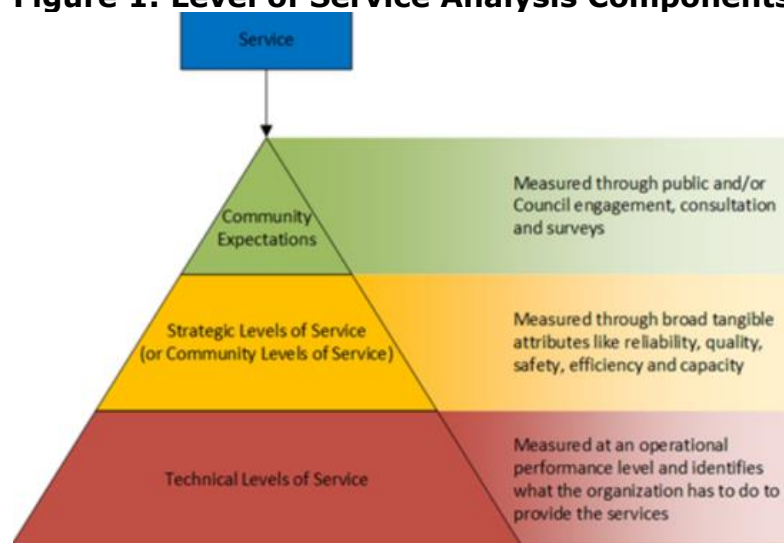 Figure 1: Level of Service Analysis Components
Service
Community
Expectations
Measured through public and/or
Council engagement, consultation
and surveys
Strategic Levels of Service
(or Community Levels of Service)
Measured through broad tangible
attributes like reliability, quality,
safety, efficiency and capacity
Technical Levels of Service
Measured at an operational
performance level and identifies
what the organization has to do to
provide the services